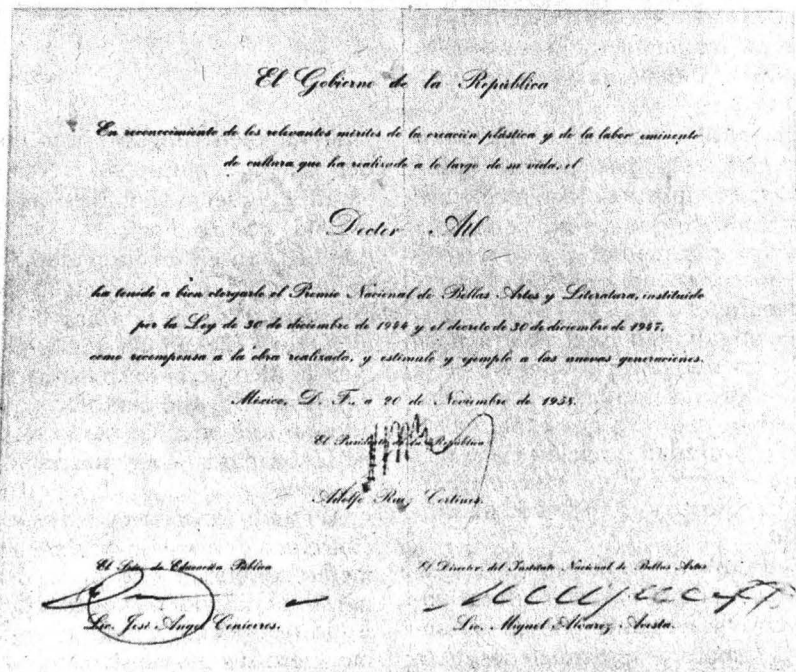 El Gobierno de la República
En reconocimiento de los relevantes méritos de la creación plástica y de la labor eminente
de cultura que ha realizado a lo largo de su vida, el
Doctor Atl
ha tenido a bien otorgarle el Premio Nacional de Bellas Artes y Literatura, instituido
por la Ley de 30 de diciembre de 1944 y el decreto de 30 de diciembre de 1947,
como recompensa a la obra realizada, y estímulo y ejemplo a las nuevas generaciones.
México, D. F., a 20 de Noviembre de 1958.
El Presidente de la República
Adolfo Ruiz Cortines.
El Srio. de Educación Pública
El Director del Instituto Nacional de Bellas Artes
Lic. José Angel Ceniceros.
Lic. Miguel Alvarez Acosta.